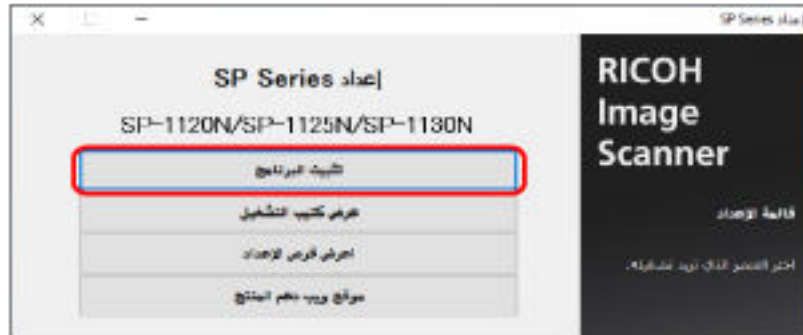 إعداد SP Series
RICOH
Image
Scanner
قائمة الإعداد
اختر العنصر الذي تريد تشغيله.
إعداد SP Series
SP-1120N/SP-1125N/SP-1130N
تثبيت البرنامج
عرض كتيب التشغيل
اعرض قرص الإعداد
موقع ويب دعم المنتج